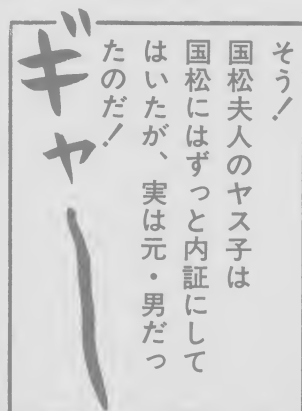 そう！
国松夫人のヤス子は
国松にはずっと内証にして
はいたが、実は元・男だっ
たのだ！
ギャー